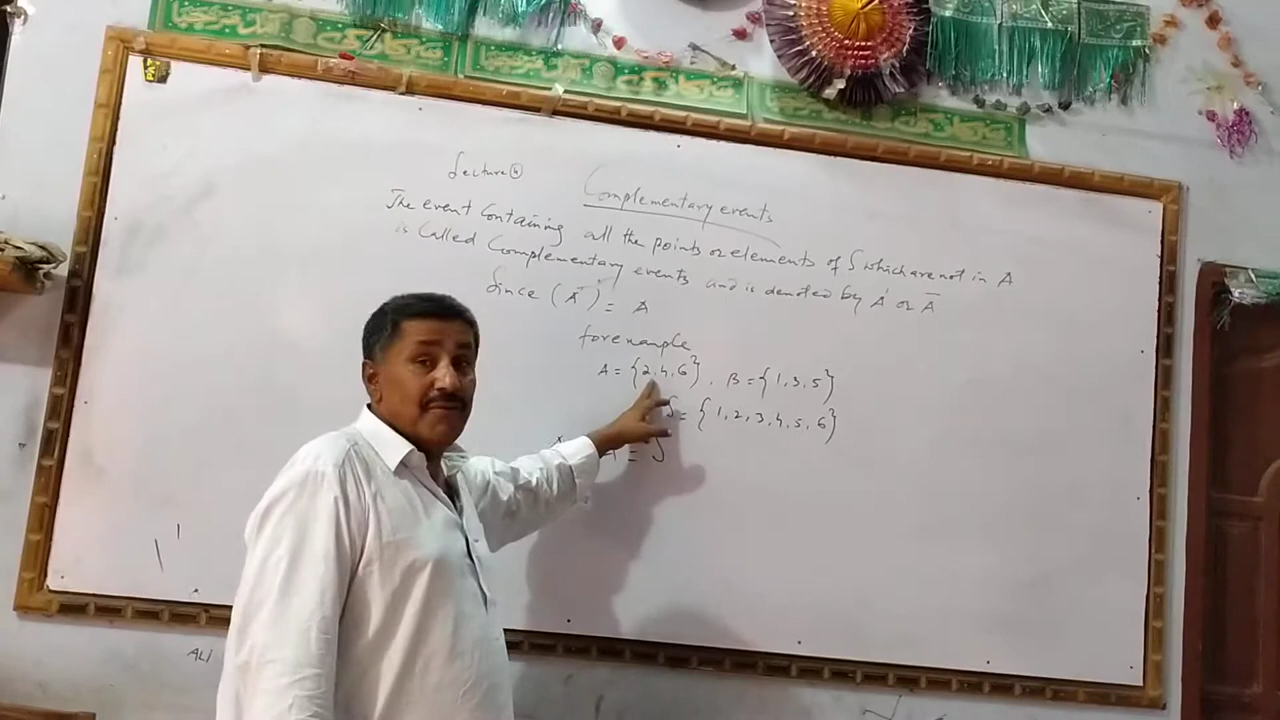 Lecture ④
Complementary events
The event Containing all the points or elements of S which are not in A
is Called Complementary events and is denoted by A' or A̅
Since (A')' = A
for example
A = {2,4,6}, B = {1,3,5}
S = {1,2,3,4,5,6}
A' = S
ALI